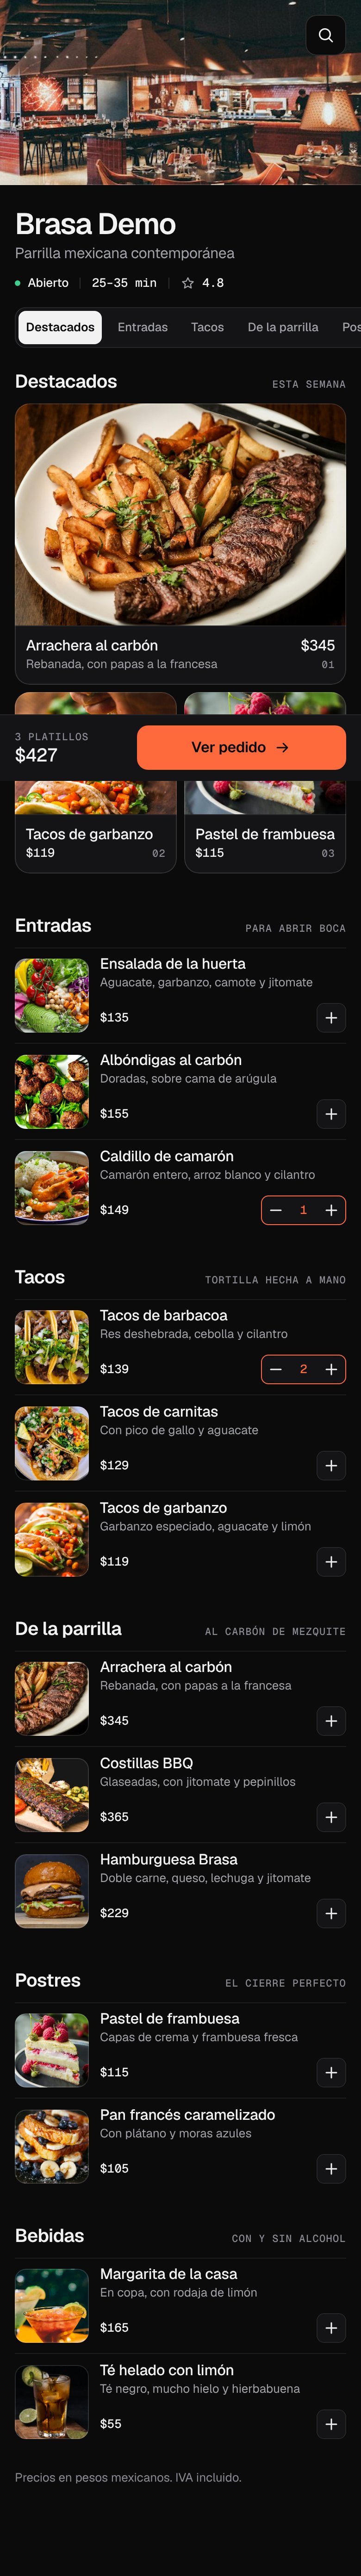 Brasa Demo
Parrilla mexicana contemporánea
Abierto
25–35 min
4.8
Destacados
Entradas
Tacos
De la parrilla
Pos
Destacados
ESTA SEMANA
Arrachera al carbón
$345
Rebanada, con papas a la francesa
01
3 PLATILLOS
$427
Ver pedido →
Tacos de garbanzo
$119
02
Pastel de frambuesa
$115
03
Entradas
PARA ABRIR BOCA
Ensalada de la huerta
Aguacate, garbanzo, camote y jitomate
$135
Albóndigas al carbón
Doradas, sobre cama de arúgula
$155
Caldillo de camarón
Camarón entero, arroz blanco y cilantro
$149
1
Tacos
TORTILLA HECHA A MANO
Tacos de barbacoa
Res deshebrada, cebolla y cilantro
$139
2
Tacos de carnitas
Con pico de gallo y aguacate
$129
Tacos de garbanzo
Garbanzo especiado, aguacate y limón
$119
De la parrilla
AL CARBÓN DE MEZQUITE
Arrachera al carbón
Rebanada, con papas a la francesa
$345
Costillas BBQ
Glaseadas, con jitomate y pepinillos
$365
Hamburguesa Brasa
Doble carne, queso, lechuga y jitomate
$229
Postres
EL CIERRE PERFECTO
Pastel de frambuesa
Capas de crema y frambuesa fresca
$115
Pan francés caramelizado
Con plátano y moras azules
$105
Bebidas
CON Y SIN ALCOHOL
Margarita de la casa
En copa, con rodaja de limón
$165
Té helado con limón
Té negro, mucho hielo y hierbabuena
$55
Precios en pesos mexicanos. IVA incluido.